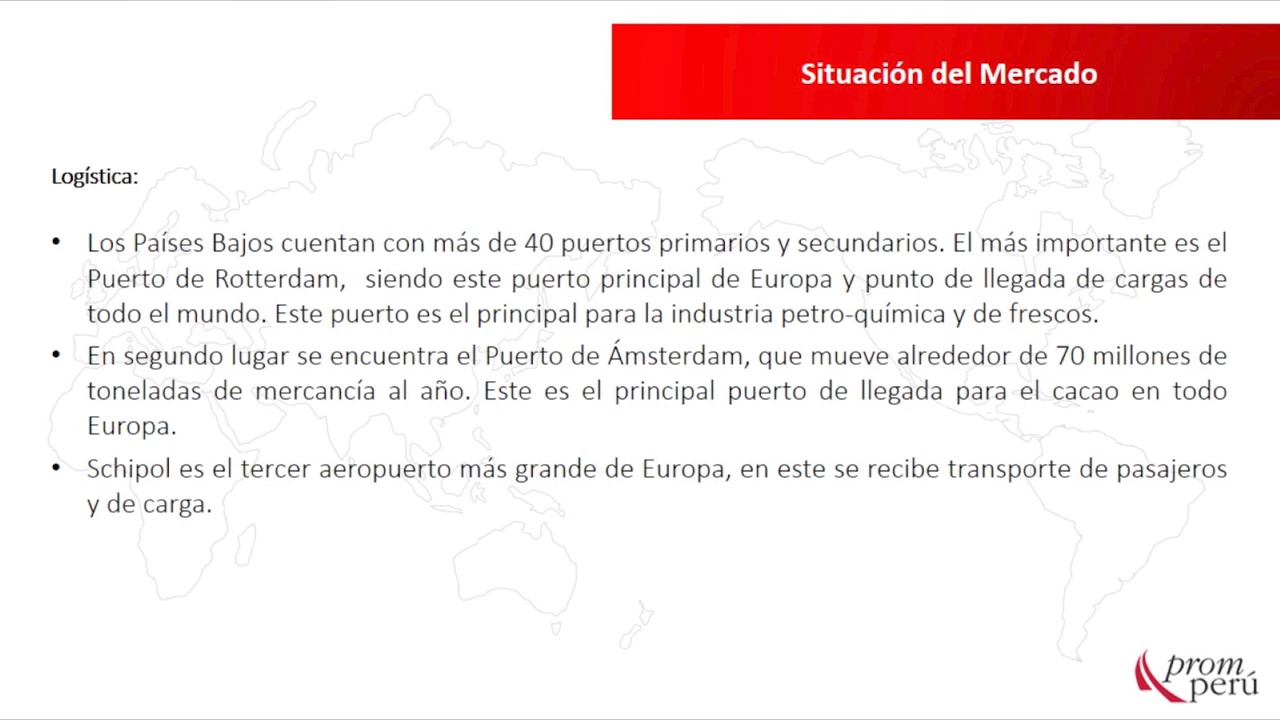 Situación del Mercado
Logística:
• Los Países Bajos cuentan con más de 40 puertos primarios y secundarios. El más importante es el
Puerto de Rotterdam, siendo este puerto principal de Europa y punto de llegada de cargas de
todo el mundo. Este puerto es el principal para la industria petro-química y de frescos.
• En segundo lugar se encuentra el Puerto de Ámsterdam, que mueve alrededor de 70 millones de
toneladas de mercancía al año. Este es el principal puerto de llegada para el cacao en todo
Europa.
• Schipol es el tercer aeropuerto más grande de Europa, en este se recibe transporte de pasajeros
y de carga.
prom
perú